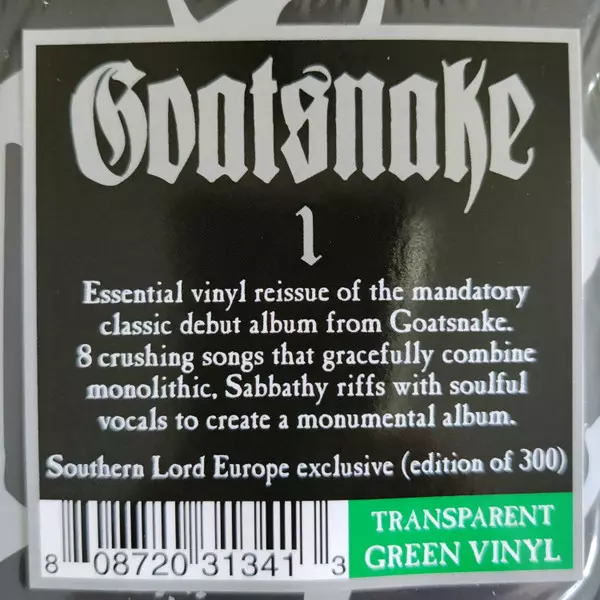 Goatsnake
1
Essential vinyl reissue of the mandatory
classic debut album from Goatsnake.
8 crushing songs that gracefully combine
monolithic, Sabbathy riffs with soulful
vocals to create a monumental album.
Southern Lord Europe exclusive (edition of 300)
TRANSPARENT
GREEN VINYL
8 08720 31341 3